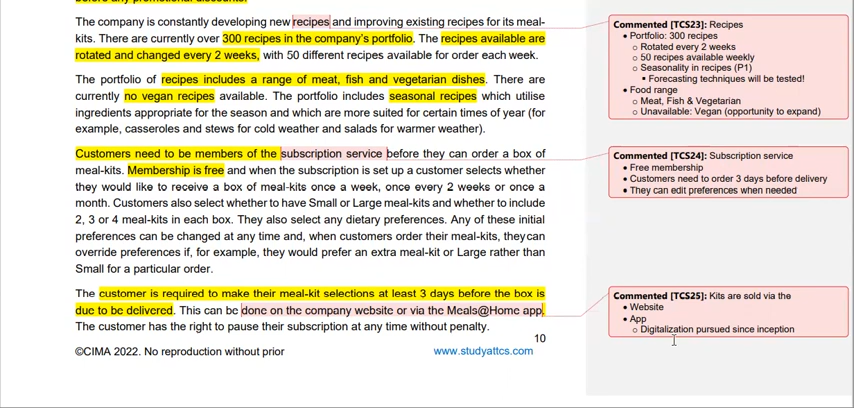 before any promotional discounts.
The company is constantly developing new recipes and improving existing recipes for its meal-
kits. There are currently over 300 recipes in the company's portfolio. The recipes available are
rotated and changed every 2 weeks, with 50 different recipes available for order each week.
The portfolio of recipes includes a range of meat, fish and vegetarian dishes. There are
currently no vegan recipes available. The portfolio includes seasonal recipes which utilise
ingredients appropriate for the season and which are more suited for certain times of year (for
example, casseroles and stews for cold weather and salads for warmer weather).
Customers need to be members of the subscription service before they can order a box of
meal-kits. Membership is free and when the subscription is set up a customer selects whether
they would like to receive a box of meal-kits once a week, once every 2 weeks or once a
month. Customers also select whether to have Small or Large meal-kits and whether to include
2, 3 or 4 meal-kits in each box. They also select any dietary preferences. Any of these initial
preferences can be changed at any time and, when customers order their meal-kits, theycan
override preferences if, for example, they would prefer an extra meal-kit or Large rather than
Small for a particular order.
The customer is required to make their meal-kit selections at least 3 days before the box is
due to be delivered. This can be done on the company website or via the Meals@Home app.
The customer has the right to pause their subscription at any time without penalty.
10
©CIMA 2022. No reproduction without prior
www.studyattcs.com
Commented [TCS23]: Recipes
• Portfolio: 300 recipes
o Rotated every 2 weeks
o 50 recipes available weekly
o Seasonality in recipes (P1)
▪ Forecasting techniques will be tested!
• Food range
o Meat, Fish & Vegetarian
o Unavailable: Vegan (opportunity to expand)
Commented [TCS24]: Subscription service
• Free membership
• Customers need to order 3 days before delivery
• They can edit preferences when needed
Commented [TCS25]: Kits are sold via the
• Website
• App
o Digitalization pursued since inception